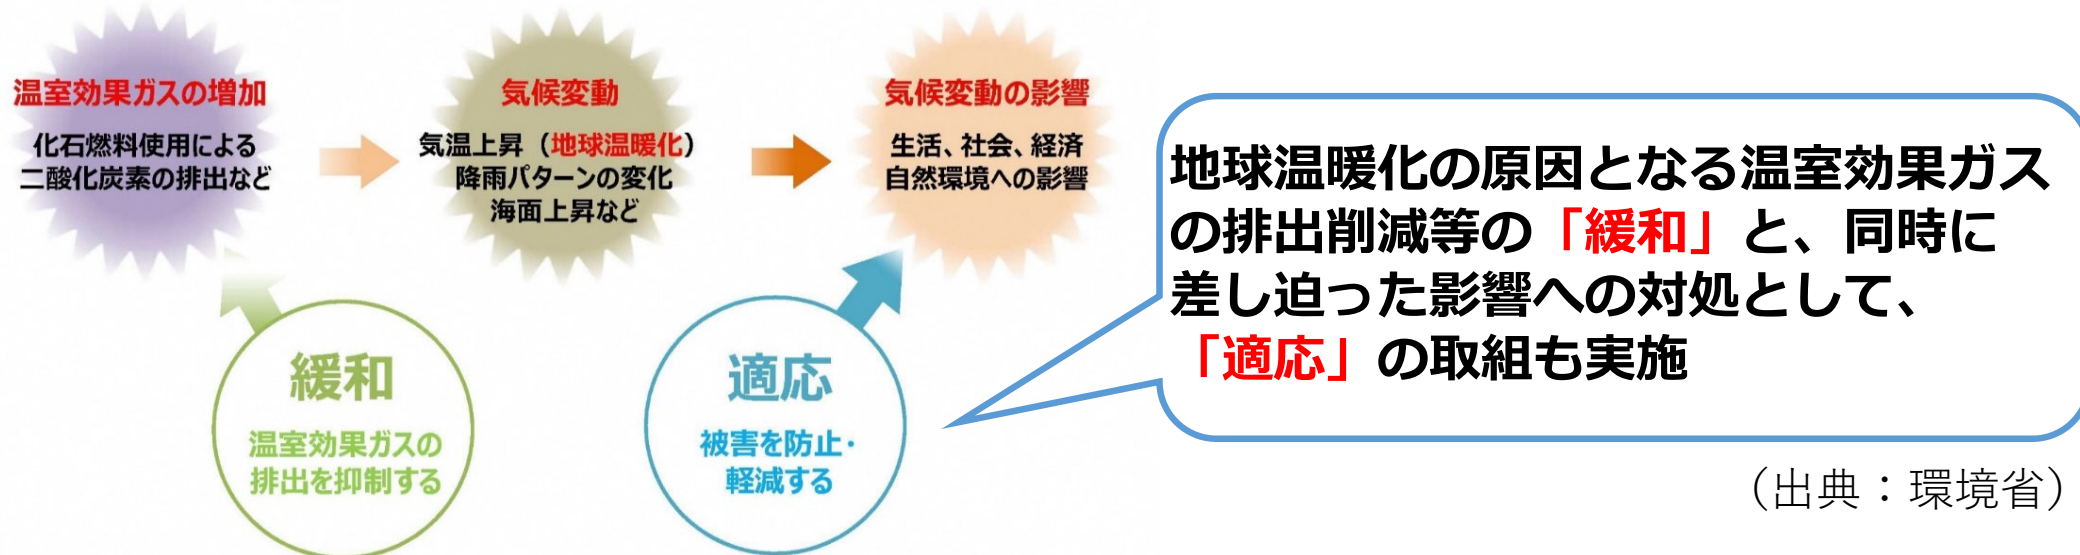 温室効果ガスの増加
化石燃料使用による
二酸化炭素の排出など
気候変動
気温上昇（地球温暖化）
降雨パターンの変化
海面上昇など
気候変動の影響
生活、社会、経済
自然環境への影響
緩和
温室効果ガスの
排出を抑制する
適応
被害を防止・
軽減する
地球温暖化の原因となる温室効果ガス
の排出削減等の「緩和」と、同時に
差し迫った影響への対処として、
「適応」の取組も実施
（出典：環境省）